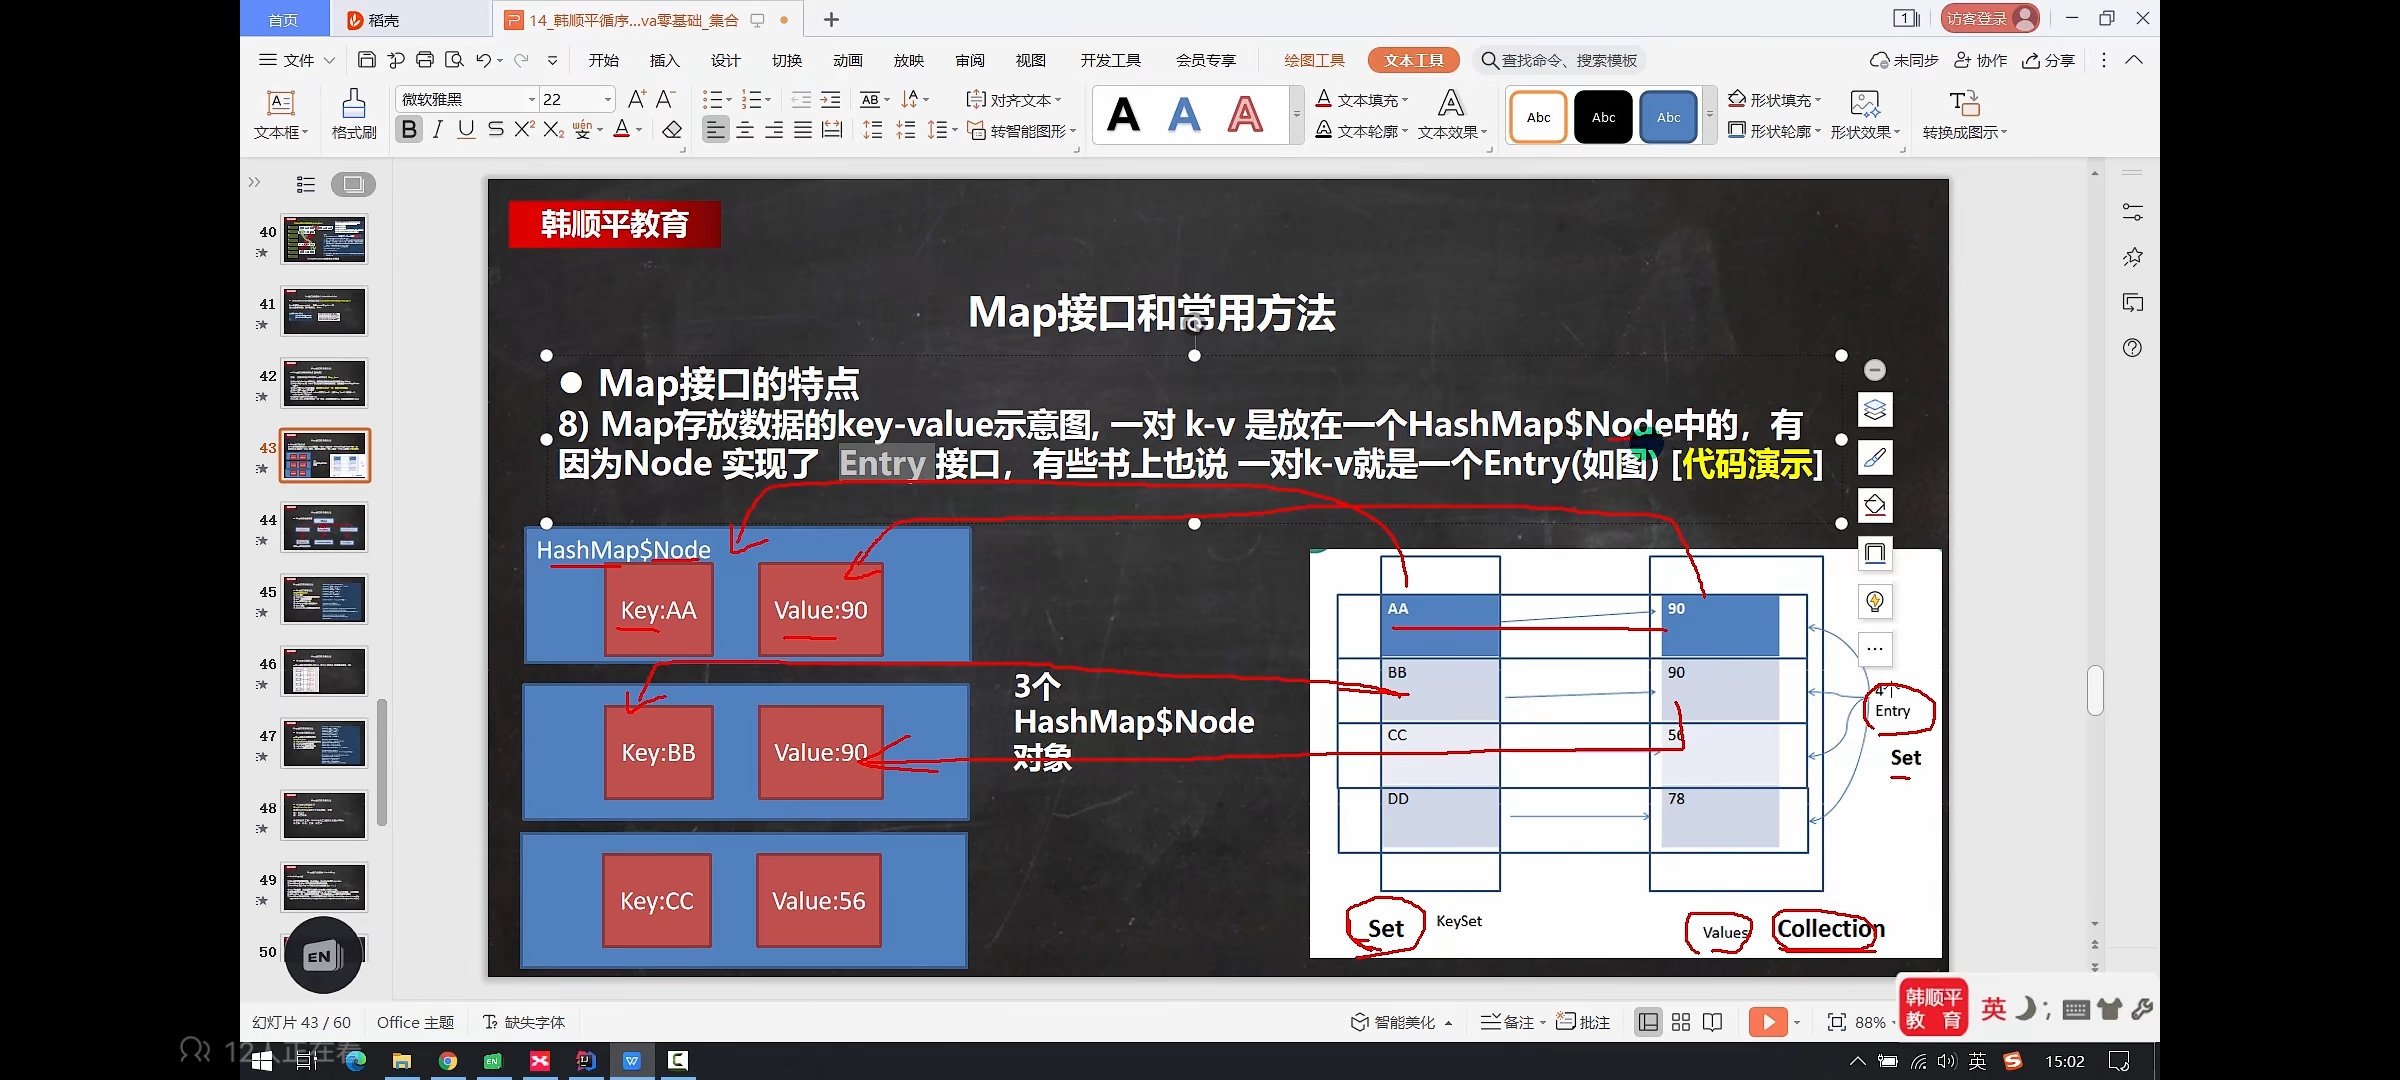 首页
稻壳
14_韩顺平循序...va零基础_集合
1
访客登录
文件
开始
插入
设计
切换
动画
放映
审阅
视图
开发工具
会员专享
绘图工具
文本工具
查找命令、搜索模板
未同步
协作
分享
文本框
格式刷
微软雅黑
22
对齐文本
转智能图形
A A A
文本填充
文本轮廓
文本效果
Abc
Abc
Abc
形状填充
形状轮廓
形状效果
转换成图示
40
41
42
43
44
45
46
47
48
49
50
EN
韩顺平教育
Map接口和常用方法
● Map接口的特点
8) Map存放数据的key-value示意图, 一对 k-v 是放在一个HashMap$Node中的，有
因为Node 实现了 Entry 接口，有些书上也说 一对k-v就是一个Entry(如图) [代码演示]
HashMap$Node
Key:AA
Value:90
Key:BB
Value:90
Key:CC
Value:56
3个
HashMap$Node
对象
AA
90
BB
90
CC
56
DD
78
4个
Entry
Set
Set
KeySet
Values
Collection
幻灯片 43 / 60
Office 主题
缺失字体
智能美化
备注
批注
88%
韩顺平
教育
英
12人正在看
英
15:02